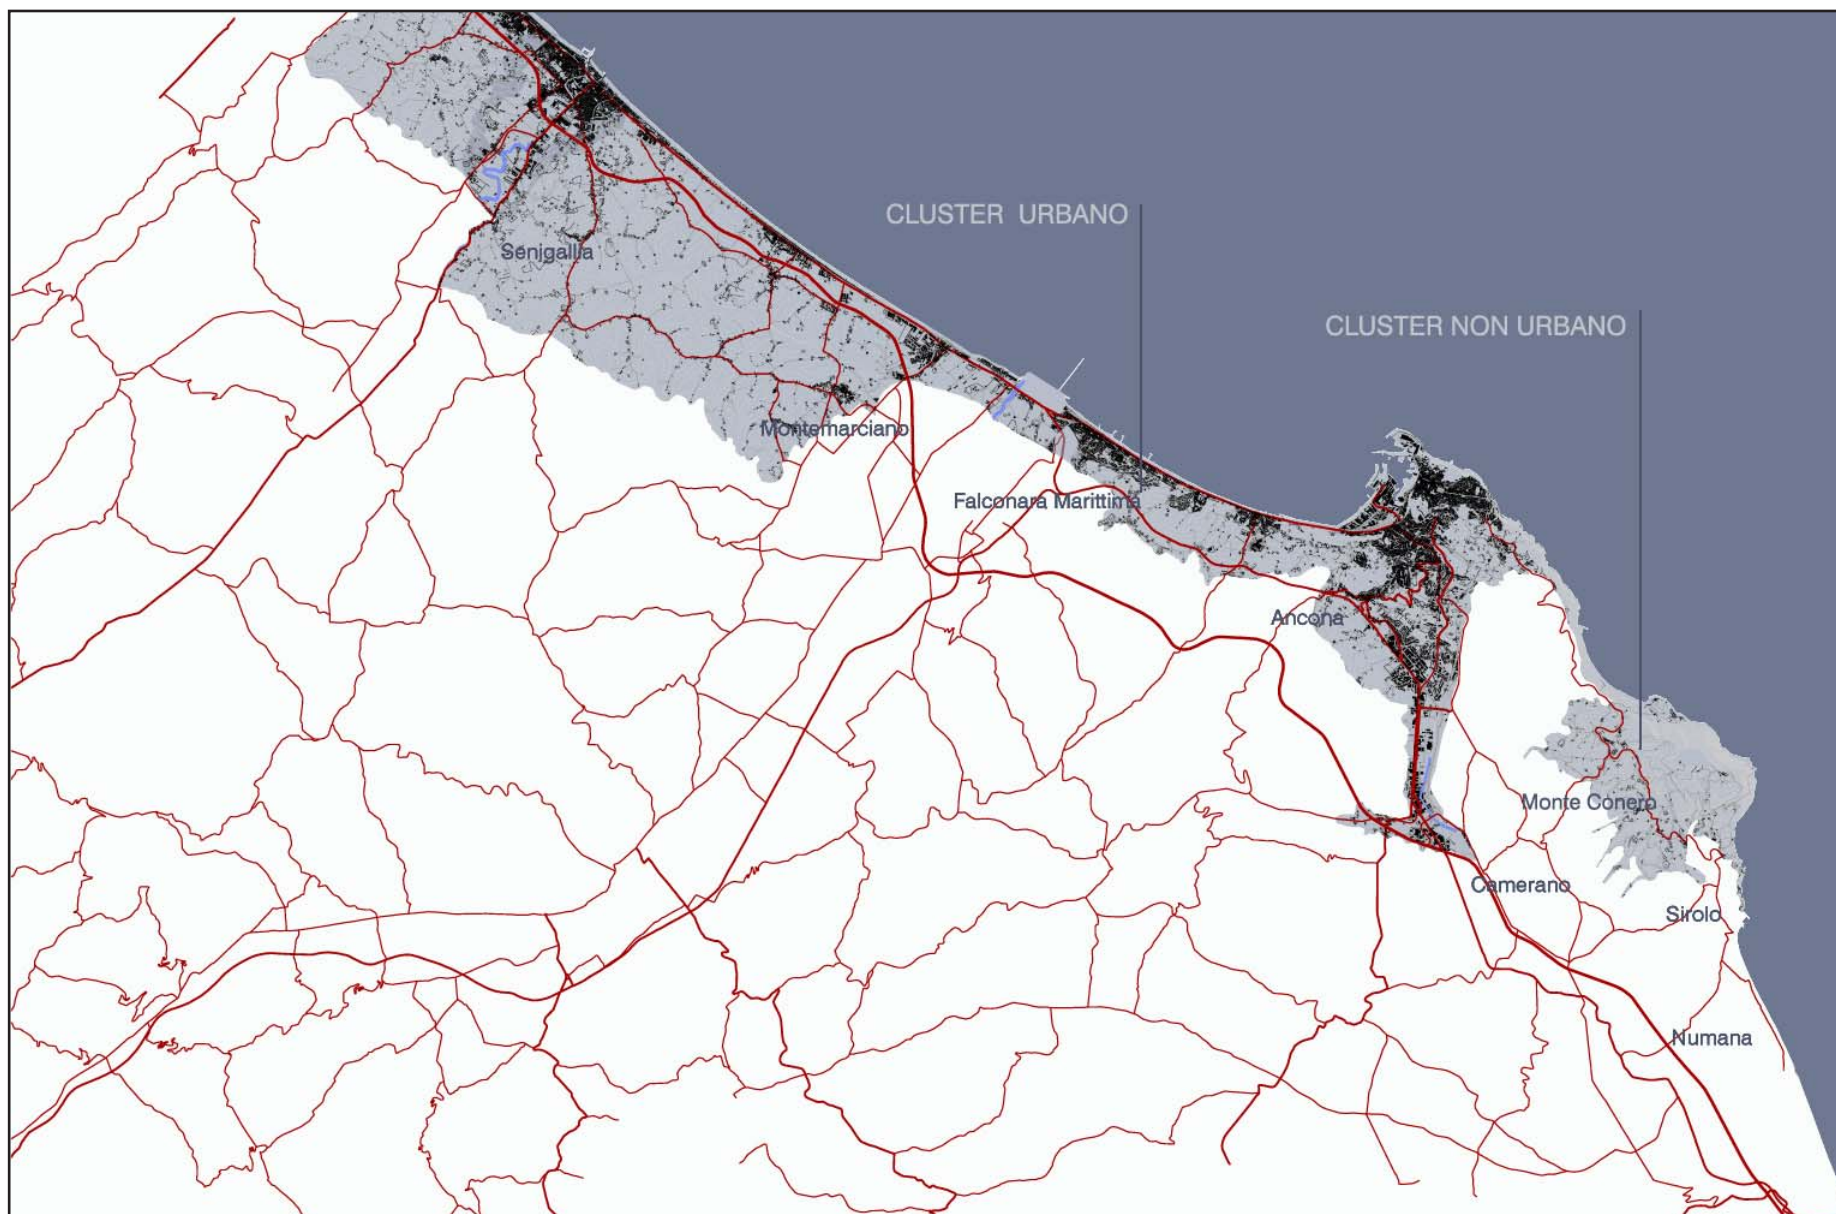 CLUSTER URBANO
Senigallia
CLUSTER NON URBANO
Montemarciano
Falconara Marittima
Ancona
Monte Conero
Camerano
Sirolo
Numana